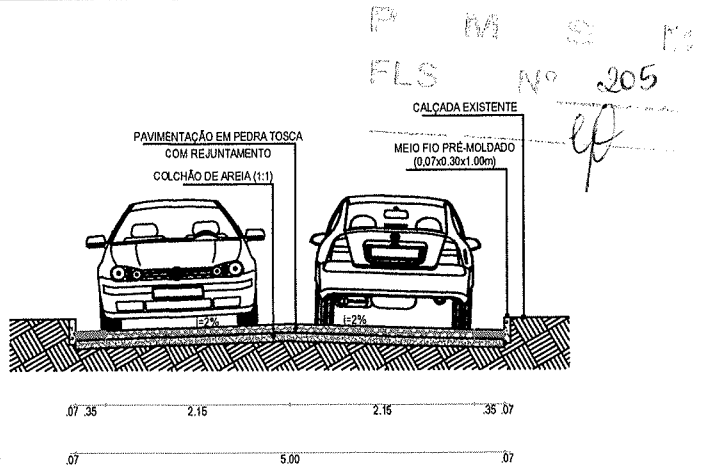 P M S
FLS Nº 205
CALÇADA EXISTENTE
PAVIMENTAÇÃO EM PEDRA TOSCA
COM REJUNTAMENTO
MEIO FIO PRÉ-MOLDADO
(0,07x0.30x1.00m)
COLCHÃO DE AREIA (1:1)
i=2% i=2%
.07 .35 2.15 2.15 .35 .07
.07 5.00 .07